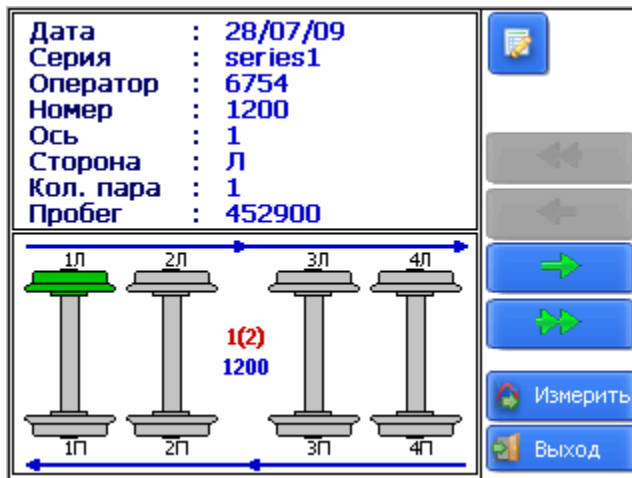 Дата : 28/07/09
Серия : series1
Оператор : 6754
Номер : 1200
Ось : 1
Сторона : Л
Кол. пара : 1
Пробег : 452900
1Л 2Л 3Л 4Л
1(2)
1200
1П 2П 3П 4П
Измерить
Выход